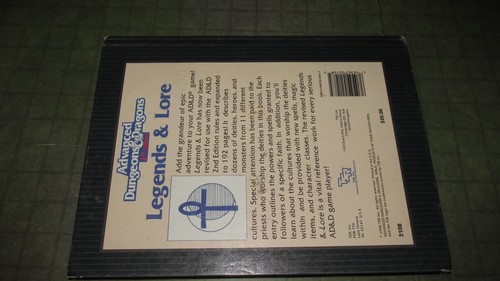 Advanced
Dungeons & Dragons
Legends & Lore
Add the grandeur of epic
adventure to your AD&D® game!
Legends & Lore has now been
revised for use with the AD&D
2nd Edition rules and expanded
to 192 pages! It describes
dozens of deities, heroes, and
monsters from 11 different
cultures. Special attention has been paid to the
priests who worship the deities in this book. Each
entry outlines the powers and spells granted to
followers of a specific faith. In addition, you'll
learn about the cultures that worship the deities
within and be provided with new spells, magic
items, and character classes. The revised Legends
& Lore is a vital reference work for every serious
AD&D game player!
$20.00
2108